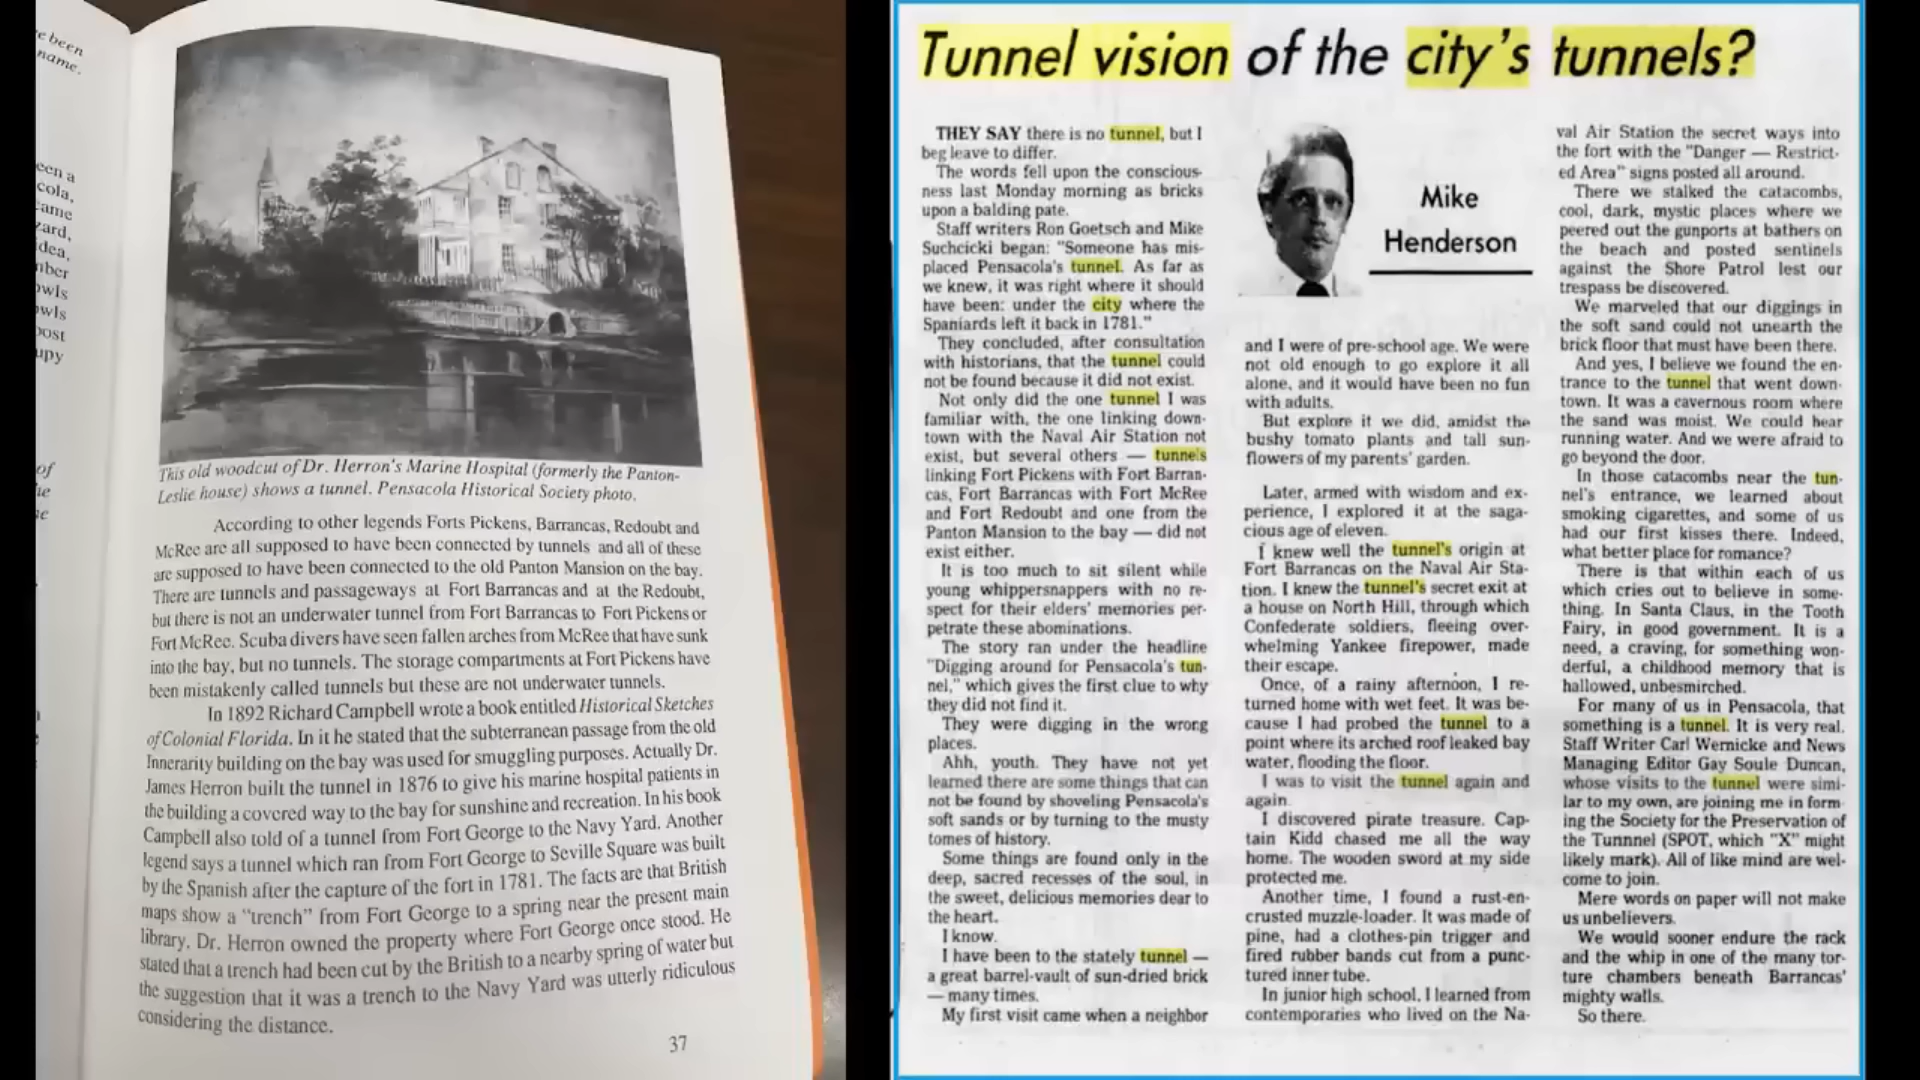 e been
name.
een a
cola,
ame
zard,
idea,
nber
owls
owls
post
upy
of
This old woodcut of Dr. Herron's Marine Hospital (formerly the Panton-
Leslie house) shows a tunnel. Pensacola Historical Society photo.
According to other legends Forts Pickens, Barrancas, Redoubt and
McRee are all supposed to have been connected by tunnels and all of these
are supposed to have been connected to the old Panton Mansion on the bay.
There are tunnels and passageways at Fort Barrancas and at the Redoubt,
but there is not an underwater tunnel from Fort Barrancas to Fort Pickens or
Fort McRee. Scuba divers have seen fallen arches from McRee that have sunk
into the bay, but no tunnels. The storage compartments at Fort Pickens have
been mistakenly called tunnels but these are not underwater tunnels.
In 1892 Richard Campbell wrote a book entitled Historical Sketches
of Colonial Florida. In it he stated that the subterranean passage from the old
Innerarity building on the bay was used for smuggling purposes. Actually Dr.
James Herron built the tunnel in 1876 to give his marine hospital patients in
the building a covered way to the bay for sunshine and recreation. In his book
Campbell also told of a tunnel from Fort George to the Navy Yard. Another
legend says a tunnel which ran from Fort George to Seville Square was built
by the Spanish after the capture of the fort in 1781. The facts are that British
maps show a "trench" from Fort George to a spring near the present main
library. Dr. Herron owned the property where Fort George once stood. He
stated that a trench had been cut by the British to a nearby spring of water but
the suggestion that it was a trench to the Navy Yard was utterly ridiculous
considering the distance.
37
Tunnel vision of the city's tunnels?
THEY SAY there is no tunnel, but I
beg leave to differ.
The words fell upon the conscious-
ness last Monday morning as bricks
upon a balding pate.
Staff writers Ron Goetsch and Mike
Suchcicki began: "Someone has mis-
placed Pensacola's tunnel. As far as
we knew, it was right where it should
have been: under the city where the
Spaniards left it back in 1781."
They concluded, after consultation
with historians, that the tunnel could
not be found because it did not exist.
Not only did the one tunnel I was
familiar with, the one linking down-
town with the Naval Air Station not
exist, but several others — tunnels
linking Fort Pickens with Fort Barran-
cas, Fort Barrancas with Fort McRee
and Fort Redoubt and one from the
Panton Mansion to the bay — did not
exist either.
It is too much to sit silent while
young whippersnappers with no re-
spect for their elders' memories per-
petrate these abominations.
The story ran under the headline
"Digging around for Pensacola's tun-
nel," which gives the first clue to why
they did not find it.
They were digging in the wrong
places.
Ahh, youth. They have not yet
learned there are some things that can
not be found by shoveling Pensacola's
soft sands or by turning to the musty
tomes of history.
Some things are found only in the
deep, sacred recesses of the soul, in
the sweet, delicious memories dear to
the heart.
I know.
I have been to the stately tunnel —
a great barrel-vault of sun-dried brick
— many times.
My first visit came when a neighbor
Mike
Henderson
and I were of pre-school age. We were
not old enough to go explore it all
alone, and it would have been no fun
with adults.
But explore it we did, amidst the
bushy tomato plants and tall sun-
flowers of my parents' garden.
Later, armed with wisdom and ex-
perience, I explored it at the saga-
cious age of eleven.
I knew well the tunnel's origin at
Fort Barrancas on the Naval Air Sta-
tion. I knew the tunnel's secret exit at
a house on North Hill, through which
Confederate soldiers, fleeing over-
whelming Yankee firepower, made
their escape.
Once, of a rainy afternoon, I re-
turned home with wet feet. It was be-
cause I had probed the tunnel to a
point where its arched roof leaked bay
water, flooding the floor.
I was to visit the tunnel again and
again.
I discovered pirate treasure. Cap-
tain Kidd chased me all the way
home. The wooden sword at my side
protected me.
Another time, I found a rust-en-
crusted muzzle-loader. It was made of
pine, had a clothes-pin trigger and
fired rubber bands cut from a punc-
tured inner tube.
In junior high school, I learned from
contemporaries who lived on the Na-
val Air Station the secret ways into
the fort with the "Danger — Restrict-
ed Area" signs posted all around.
There we stalked the catacombs,
cool, dark, mystic places where we
peered out the gunports at bathers on
the beach and posted sentinels
against the Shore Patrol lest our
trespass be discovered.
We marveled that our diggings in
the soft sand could not unearth the
brick floor that must have been there.
And yes, I believe we found the en-
trance to the tunnel that went down-
town. It was a cavernous room where
the sand was moist. We could hear
running water. And we were afraid to
go beyond the door.
In those catacombs near the tun-
nel's entrance, we learned about
smoking cigarettes, and some of us
had our first kisses there. Indeed,
what better place for romance?
There is that within each of us
which cries out to believe in some-
thing. In Santa Claus, in the Tooth
Fairy, in good government. It is a
need, a craving, for something won-
derful, a childhood memory that is
hallowed, unbesmirched.
For many of us in Pensacola, that
something is a tunnel. It is very real.
Staff Writer Carl Wernicke and News
Managing Editor Gay Soule Duncan,
whose visits to the tunnel were simi-
lar to my own, are joining me in form-
ing the Society for the Preservation of
the Tunnnel (SPOT, which "X" might
likely mark). All of like mind are wel-
come to join.
Mere words on paper will not make
us unbelievers.
We would sooner endure the rack
and the whip in one of the many tor-
ture chambers beneath Barrancas'
mighty walls.
So there.